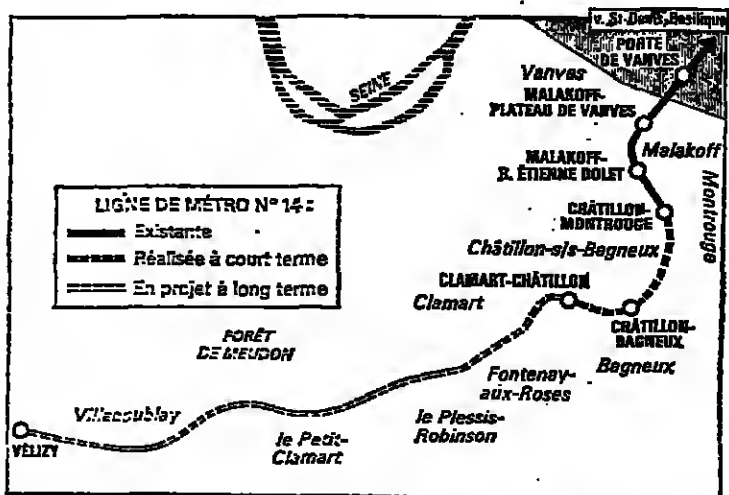 v. St-Denis, Basilique
PORTE
DE VANVES
SEINE
Vanves
MALAKOFF-
PLATEAU DE VANVES
Malakoff
MALAKOFF-
R. ÉTIENNE DOLET
Montrouge
CHÂTILLON-
MONTROUGE
LIGNE DE MÉTRO N° 14 :
Existante
Réalisée à court terme
En projet à long terme
Châtillon-s/s-Bagneux
CLAMART-CHÂTILLON
Clamart
CHÂTILLON-
BAGNEUX
Bagneux
FORÊT
DE MEUDON
Fontenay-
aux-Roses
le Plessis-
Robinson
Villacoublay
le Petit-
Clamart
VÉLIZY